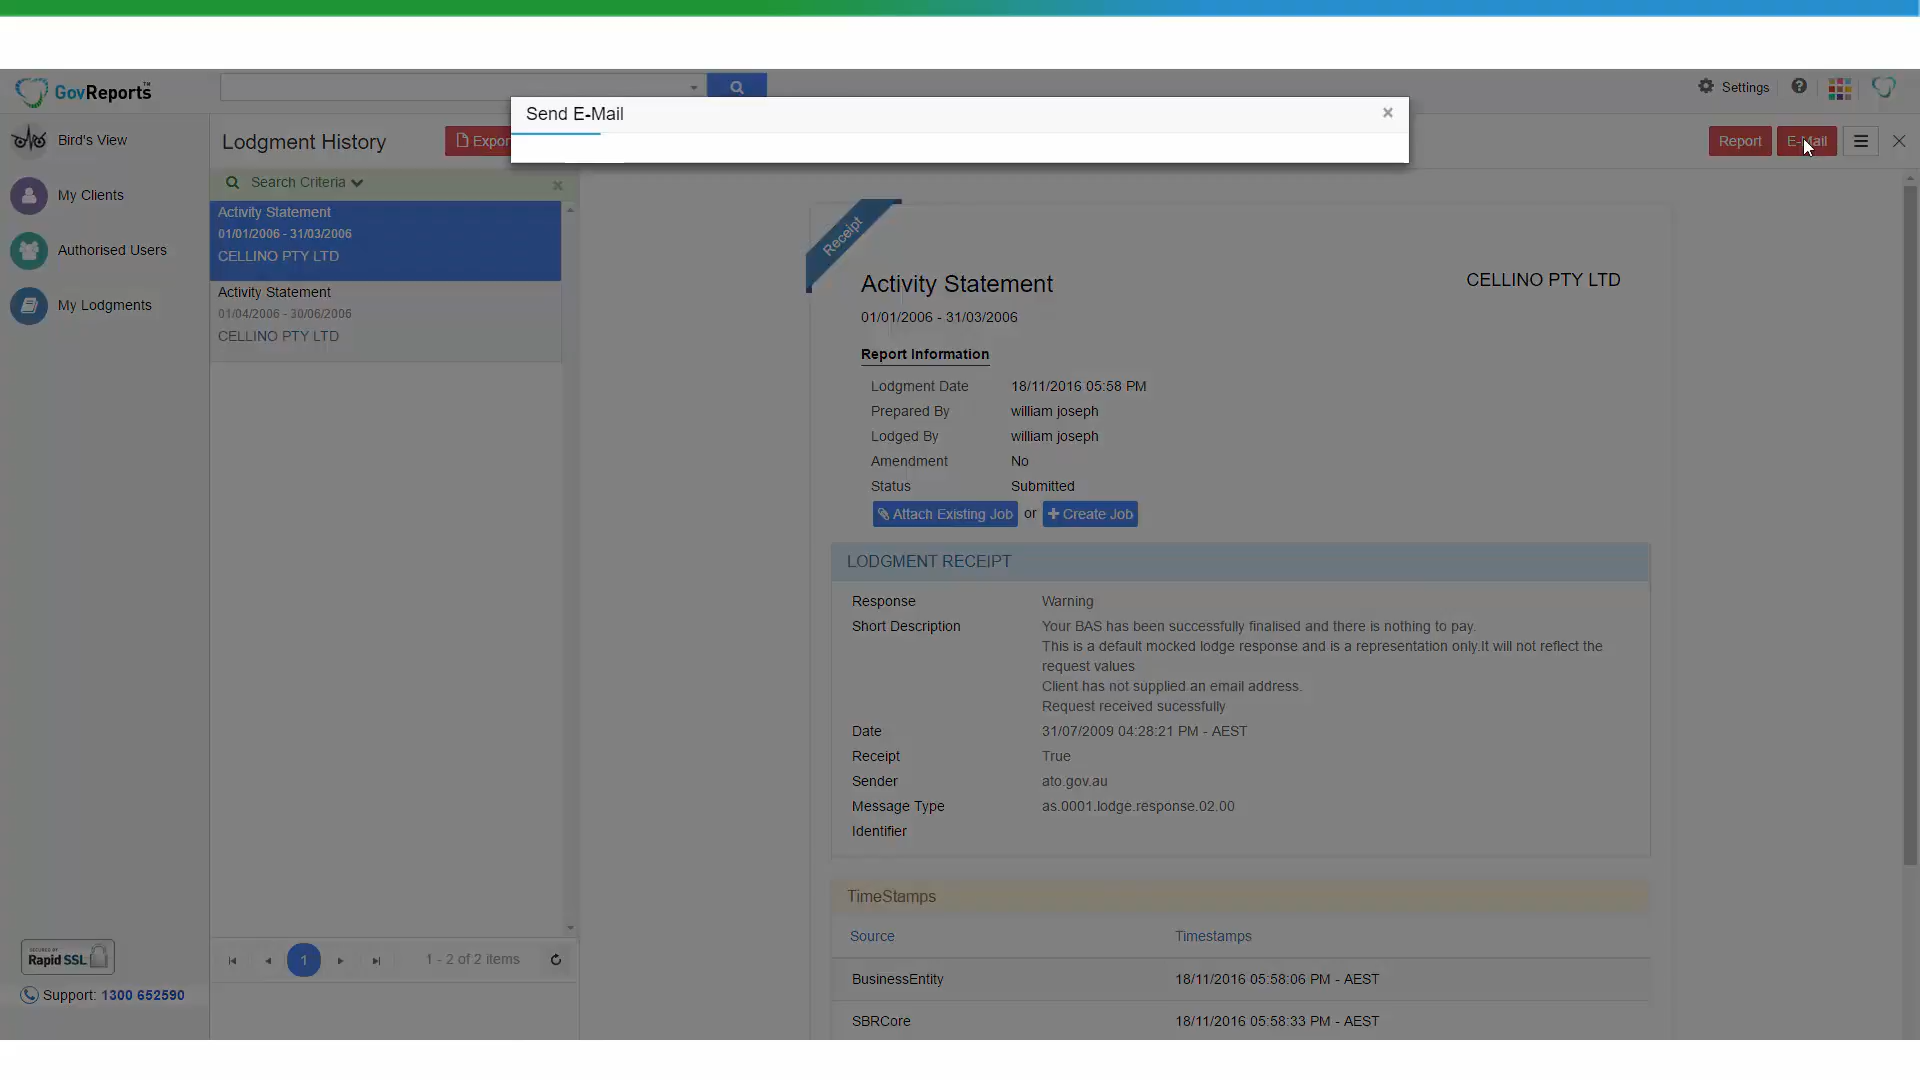 GovReports™
Settings
Send E-Mail
×
Bird's View
My Clients
Authorised Users
My Lodgments
Lodgment History
Expor
Report
E-Mail
Search Criteria
Activity Statement
01/01/2006 - 31/03/2006
CELLINO PTY LTD
Activity Statement
01/04/2006 - 30/06/2006
CELLINO PTY LTD
1
1 - 2 of 2 items
Receipt
Activity Statement
CELLINO PTY LTD
01/01/2006 - 31/03/2006
Report Information
Lodgment Date 18/11/2016 05:58 PM
Prepared By william joseph
Lodged By william joseph
Amendment No
Status Submitted
Attach Existing Job or + Create Job
LODGMENT RECEIPT
Response Warning
Short Description Your BAS has been successfully finalised and there is nothing to pay.
This is a default mocked lodge response and is a representation only.It will not reflect the
request values
Client has not supplied an email address.
Request received sucessfully
Date 31/07/2009 04:28:21 PM - AEST
Receipt True
Sender ato.gov.au
Message Type as.0001.lodge.response.02.00
Identifier
TimeStamps
Source Timestamps
BusinessEntity 18/11/2016 05:58:06 PM - AEST
SBRCore 18/11/2016 05:58:33 PM - AEST
SECURED BY
Rapid SSL
Support: 1300 652590